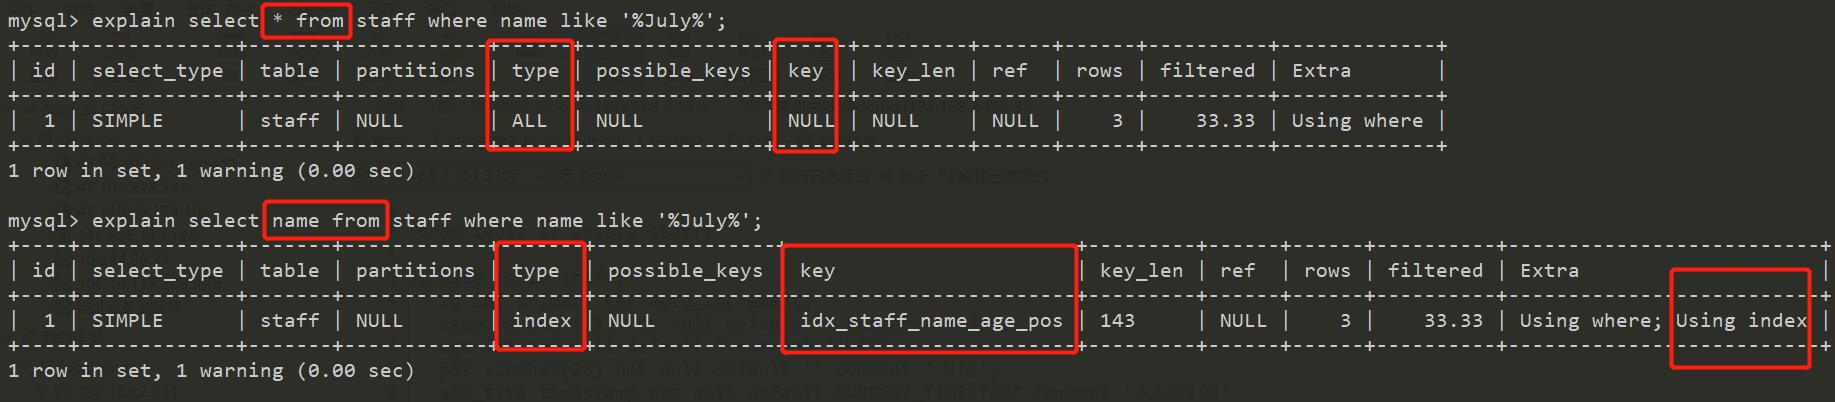 mysql> explain select * from staff where name like '%July%';
+----+-------------+-------+------------+------+---------------+------+---------+------+------+----------+-------------+
| id | select_type | table | partitions | type | possible_keys | key | key_len | ref | rows | filtered | Extra |
+----+-------------+-------+------------+------+---------------+------+---------+------+------+----------+-------------+
| 1 | SIMPLE | staff | NULL | ALL | NULL | NULL | NULL | NULL | 3 | 33.33 | Using where |
+----+-------------+-------+------------+------+---------------+------+---------+------+------+----------+-------------+
1 row in set, 1 warning (0.00 sec)
mysql> explain select name from staff where name like '%July%';
+----+-------------+-------+------------+-------+---------------+------------------------+---------+------+------+----------+--------------------------+
| id | select_type | table | partitions | type | possible_keys | key | key_len | ref | rows | filtered | Extra |
+----+-------------+-------+------------+-------+---------------+------------------------+---------+------+------+----------+--------------------------+
| 1 | SIMPLE | staff | NULL | index | NULL | idx_staff_name_age_pos | 143 | NULL | 3 | 33.33 | Using where; Using index |
+----+-------------+-------+------------+-------+---------------+------------------------+---------+------+------+----------+--------------------------+
1 row in set, 1 warning (0.00 sec)